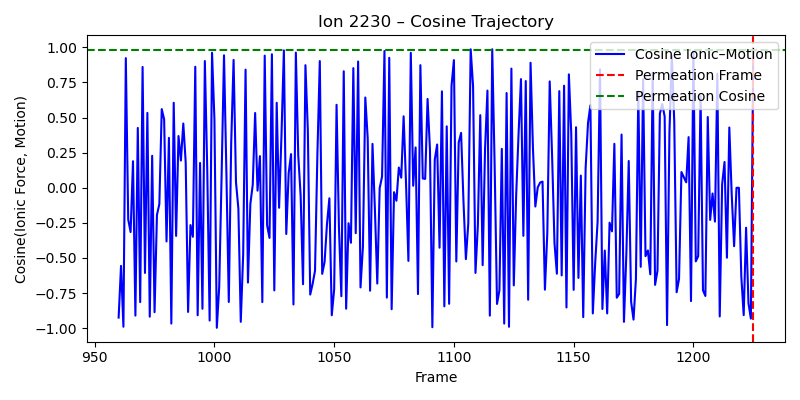 Ion 2230 – Cosine Trajectory
Cosine(Ionic Force, Motion)
1.00
0.75
0.50
0.25
0.00
−0.25
−0.50
−0.75
−1.00
Cosine Ionic–Motion
Permeation Frame
Permeation Cosine
950
1000
1050
1100
1150
1200
Frame